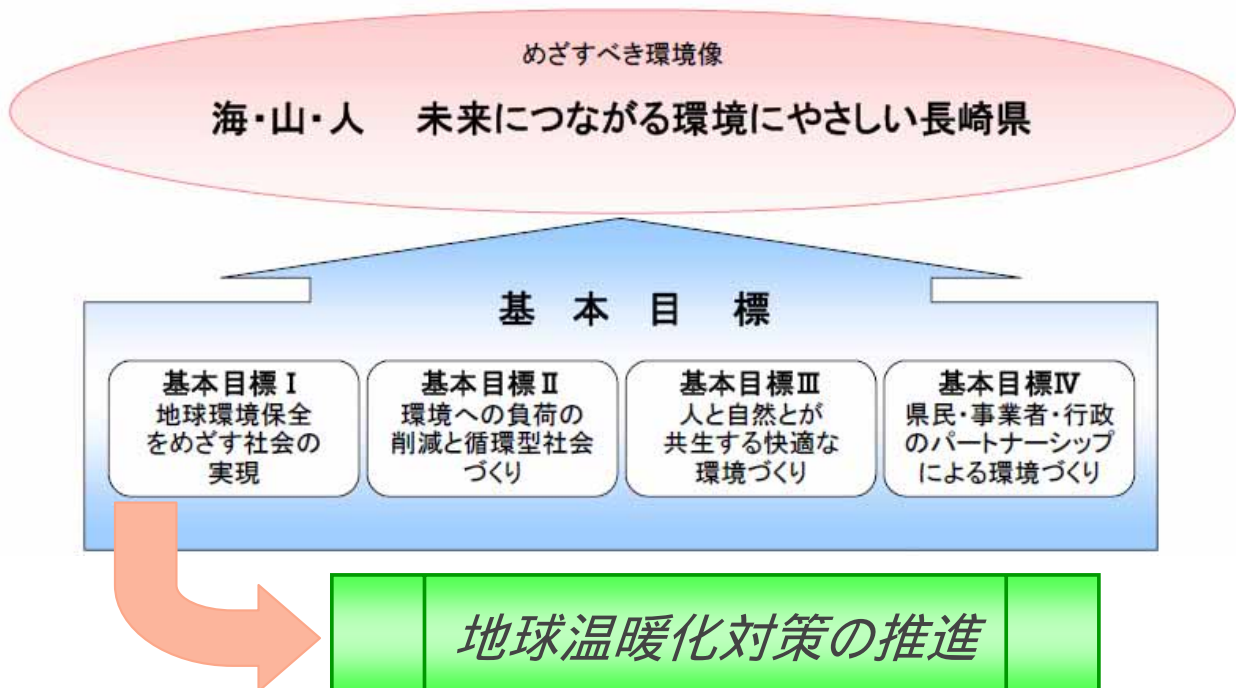 めざすべき環境像
海・山・人　未来につながる環境にやさしい長崎県
基　本　目　標
基本目標Ⅰ
地球環境保全
をめざす社会の
実現
基本目標Ⅱ
環境への負荷の
削減と循環型社会
づくり
基本目標Ⅲ
人と自然とが
共生する快適な
環境づくり
基本目標Ⅳ
県民・事業者・行政
のパートナーシップ
による環境づくり
地球温暖化対策の推進